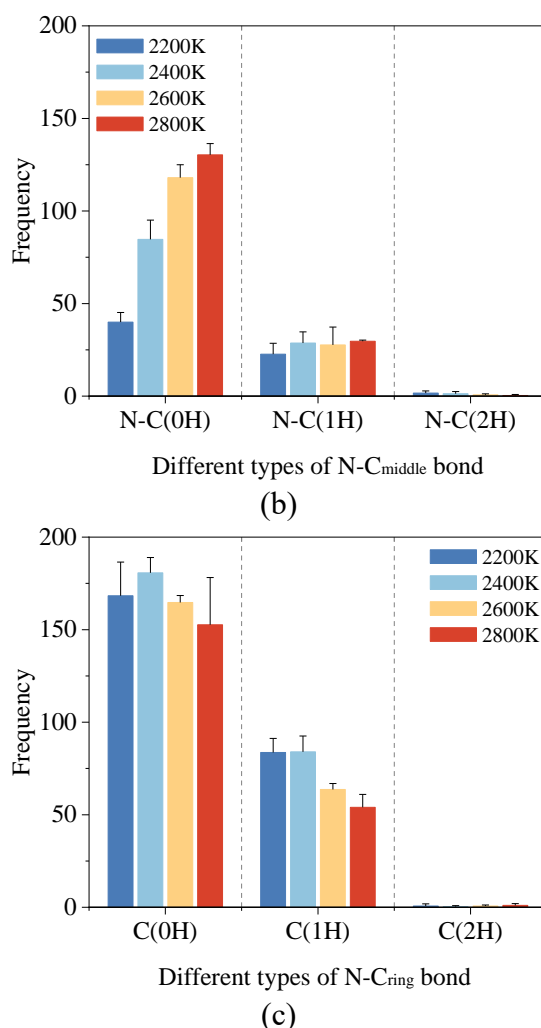 200
150
100
50
0
Frequency
2200K
2400K
2600K
2800K
N-C(0H)
N-C(1H)
N-C(2H)
Different types of N-Cmiddle bond
(b)
200
150
100
50
0
Frequency
2200K
2400K
2600K
2800K
C(0H)
C(1H)
C(2H)
Different types of N-Cring bond
(c)